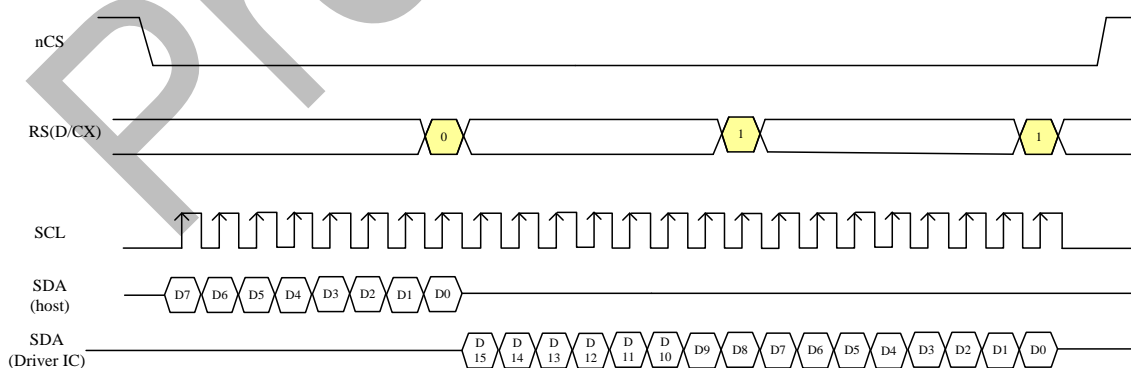 nCS
RS(D/CX)
0
1
1
SCL
SDA
(host)
D7 D6 D5 D4 D3 D2 D1 D0
SDA
(Driver IC)
D
15
D
14
D
13
D
12
D
11
D
10
D9 D8 D7 D6 D5 D4 D3 D2 D1 D0